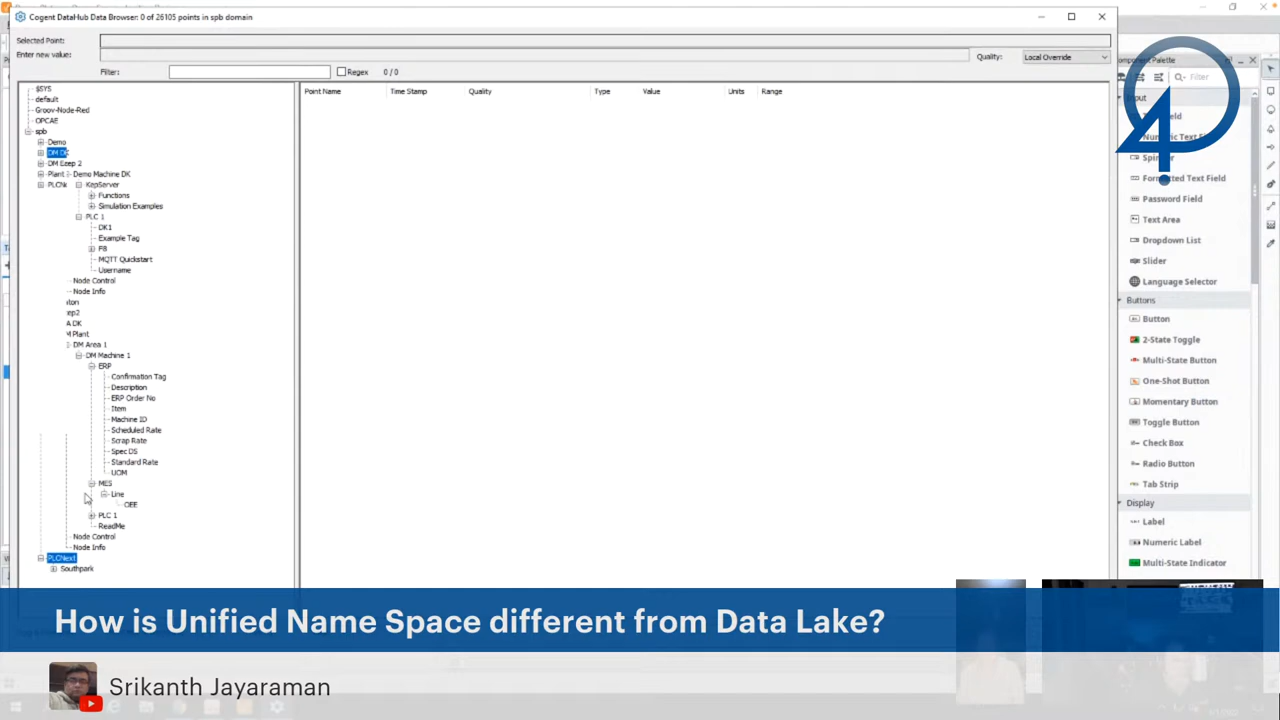 Cogent DataHub Data Browser: 0 of 26105 points in spb domain
Selected Point:
Enter new value:
Quality:
Local Override
Filter:
Regex
0 / 0
Point Name
Time Stamp
Quality
Type
Value
Units
Range
$SYS
default
Groov-Node-Red
OPCAE
spb
Demo
DM
DM Eeep 2
Plant
Demo Machine DK
KepServer
Functions
Simulation Examples
PLC 1
DK1
Example Tag
MQTT Quickstart
Username
Node Control
Node Info
DM Area 1
DM Machine 1
ERP
Confirmation Tag
Description
ERP Order No
Item
Machine ID
Scheduled Rate
Scrap Rate
Spec DS
Standard Rate
UOM
MES
Line
OEE
PLC 1
ReadMe
Node Control
Node Info
PLCNext
Southpark
Filter
Input
Formatted Text Field
Password Field
Text Area
Dropdown List
Slider
Language Selector
Buttons
Button
2-State Toggle
Multi-State Button
One-Shot Button
Momentary Button
Toggle Button
Check Box
Radio Button
Tab Strip
Display
Label
Numeric Label
Multi-State Indicator
How is Unified Name Space different from Data Lake?
Srikanth Jayaraman